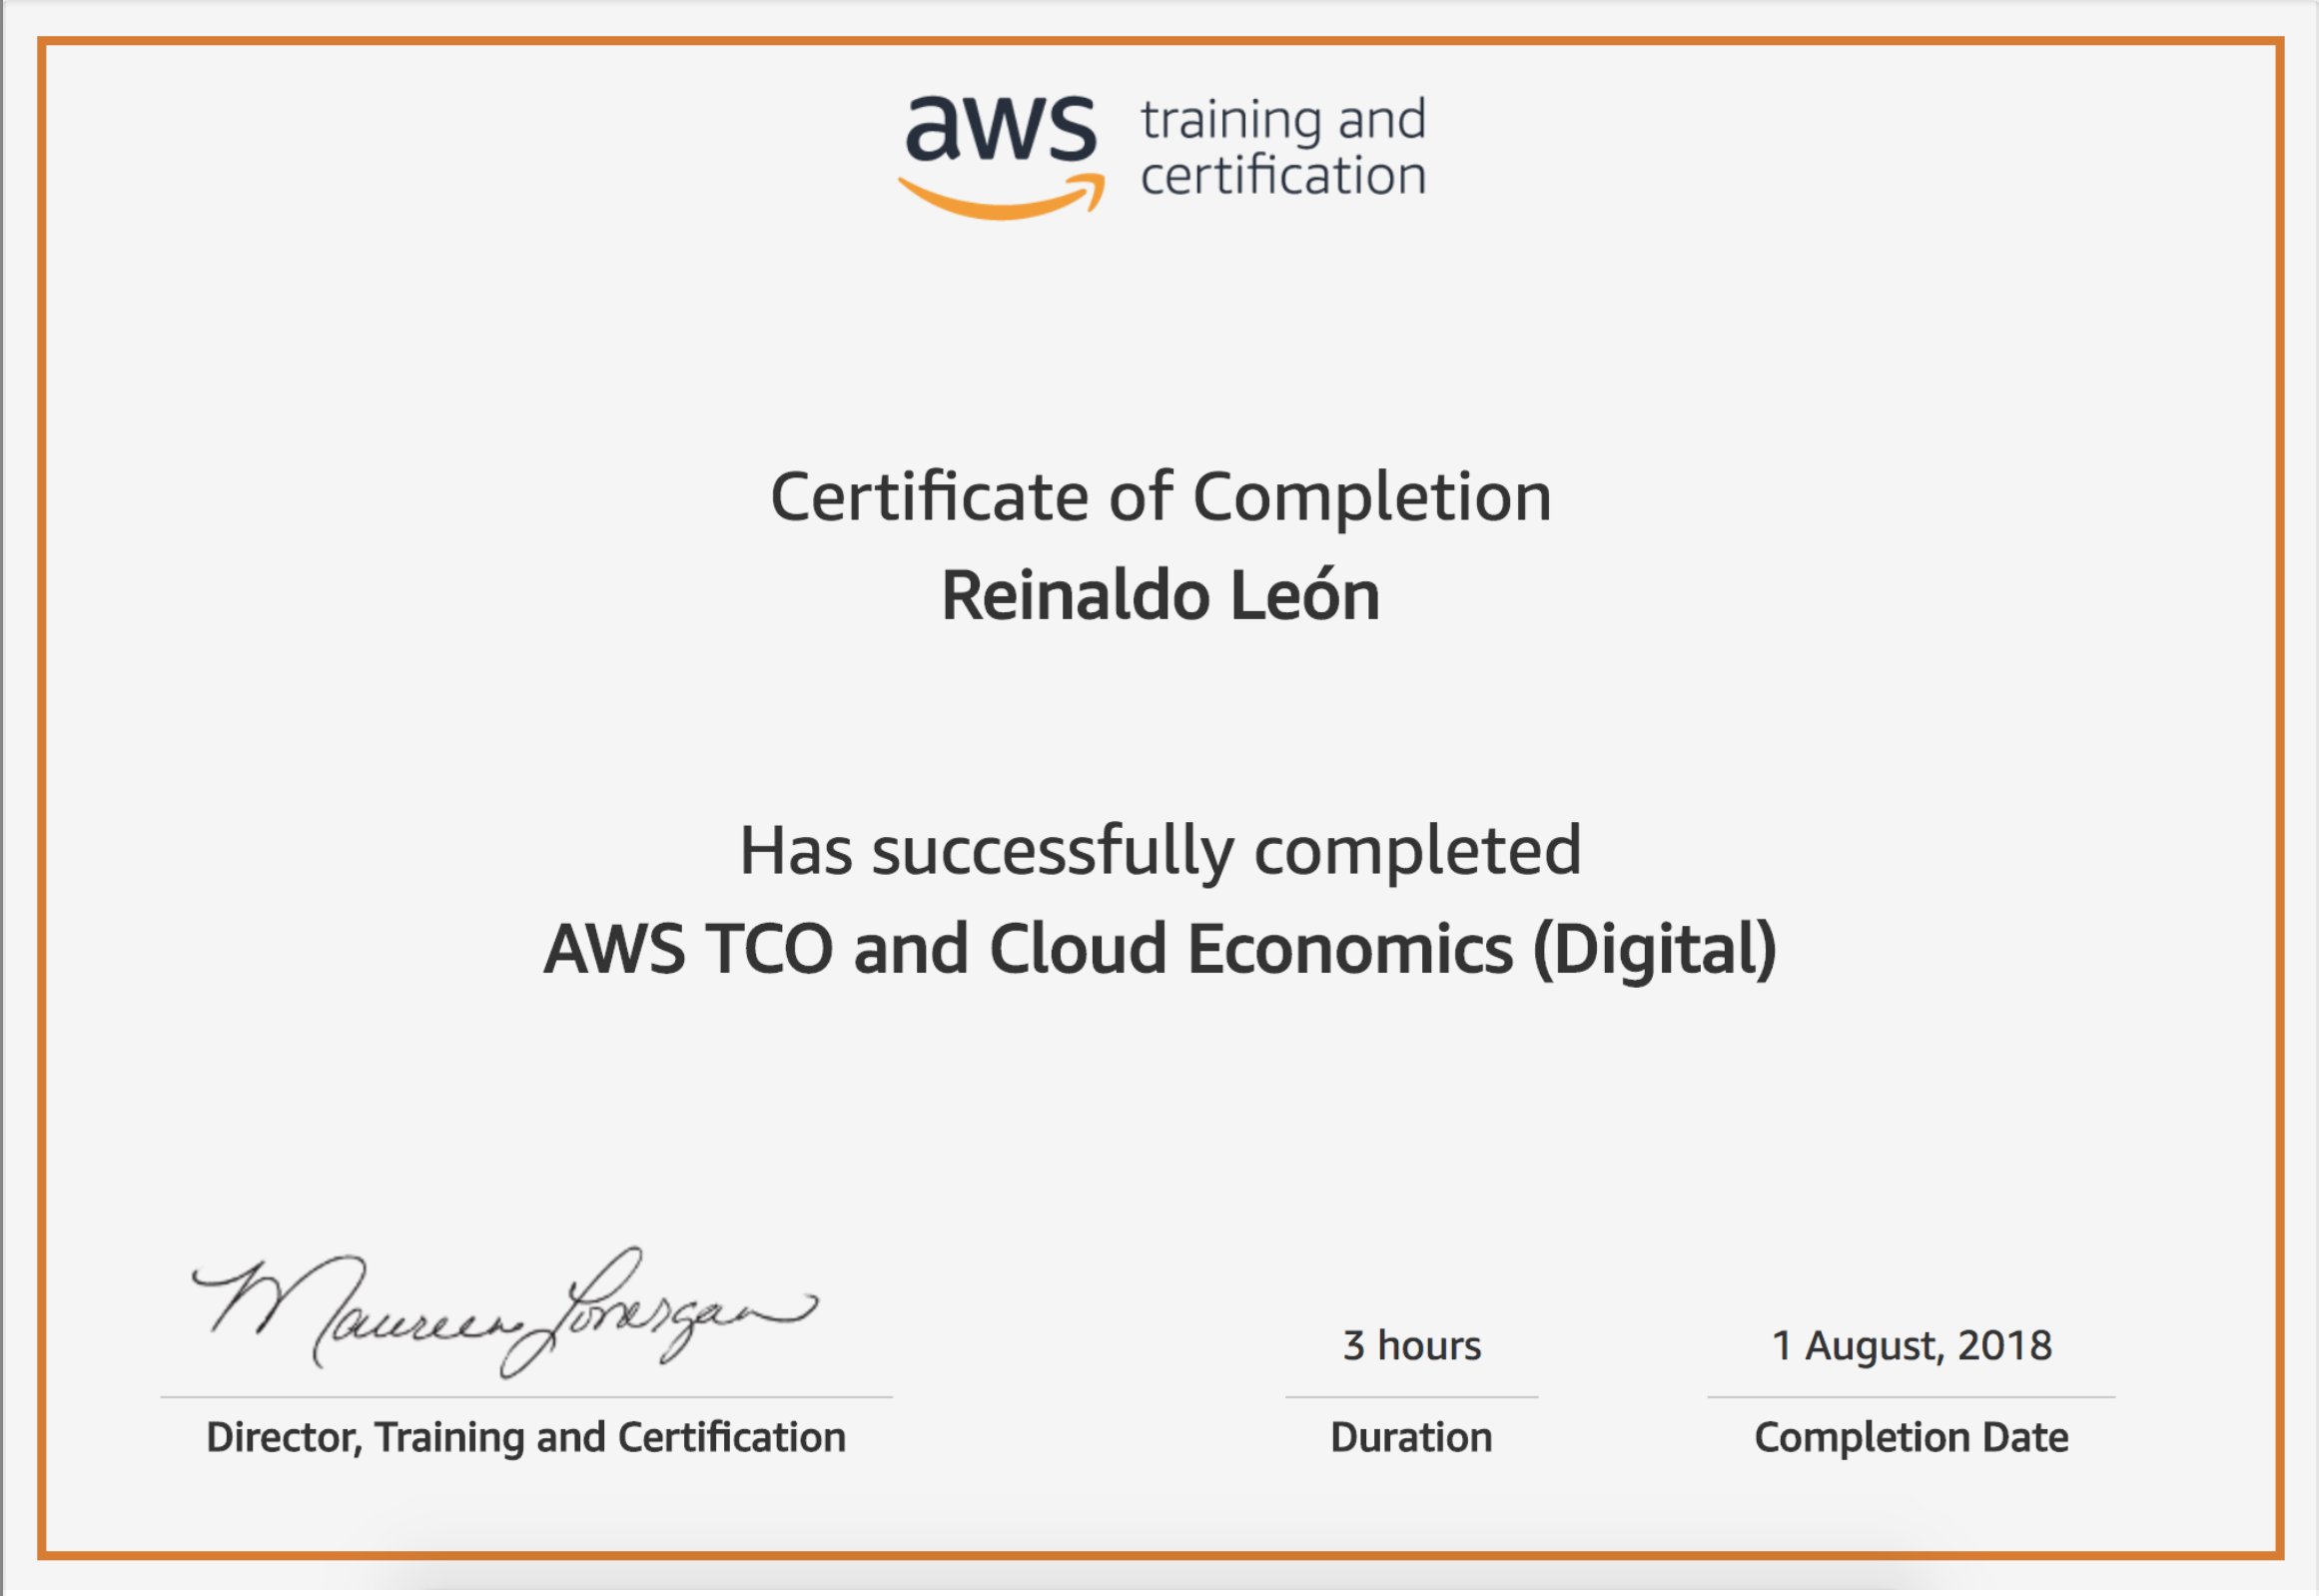 aws training and
certification
Certificate of Completion
Reinaldo León
Has successfully completed
AWS TCO and Cloud Economics (Digital)
Maureen Lonergan
3 hours
1 August, 2018
Director, Training and Certification
Duration
Completion Date